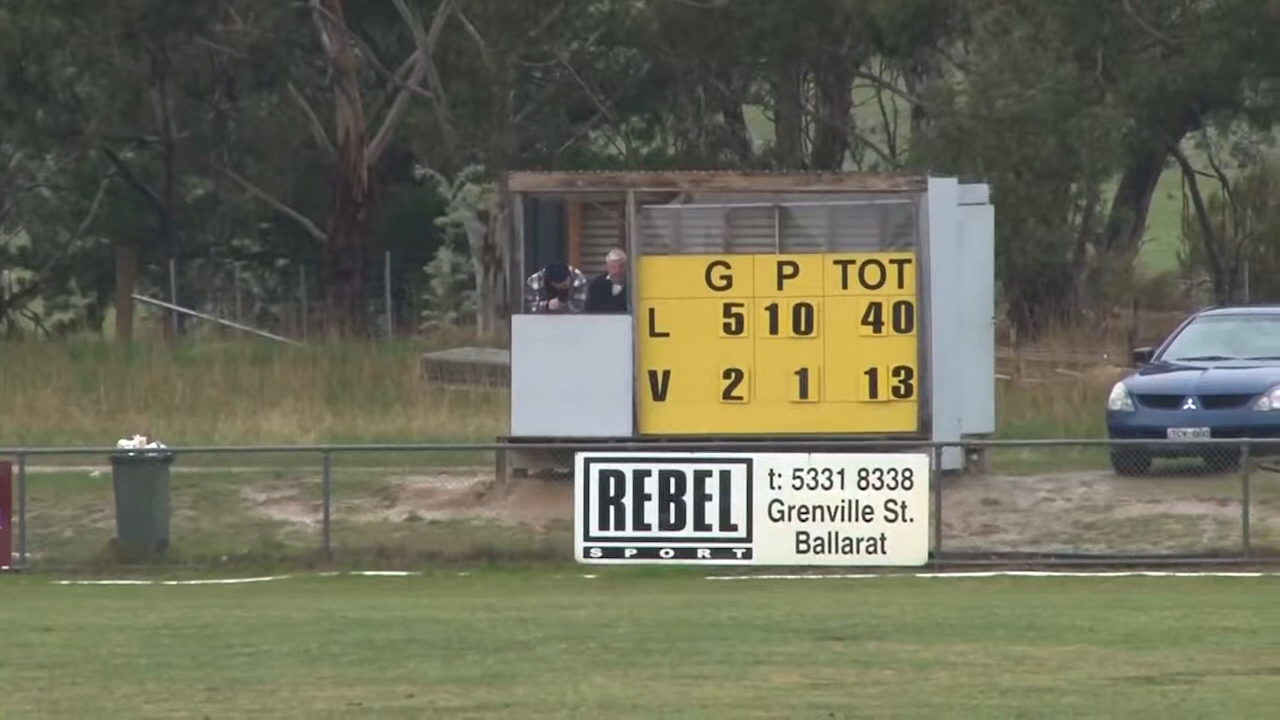 G P TOT
L 5 10 40
V 2 1 13
REBEL
SPORT
t: 5331 8338
Grenville St.
Ballarat